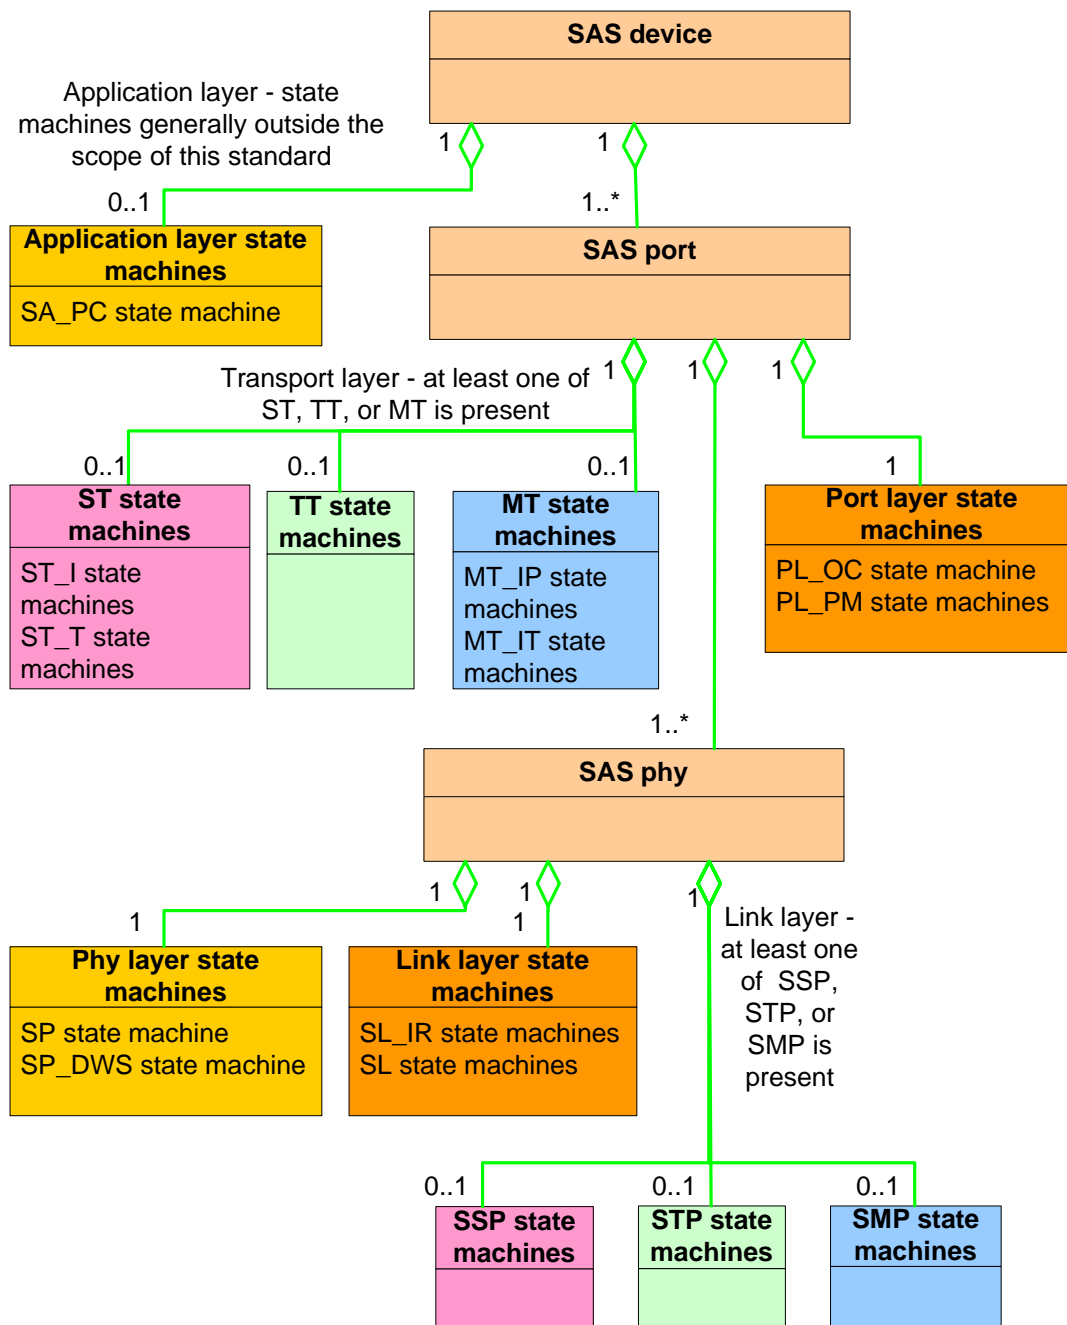 SAS device
Application layer - state
machines generally outside the
scope of this standard
1
1
0..1
1..*
Application layer state
machines
SA_PC state machine
SAS port
1
1
1
Transport layer - at least one of
ST, TT, or MT is present
0..1
0..1
0..1
1
ST state
machines
ST_I state
machines
ST_T state
machines
TT state
machines
MT state
machines
MT_IP state
machines
MT_IT state
machines
Port layer state
machines
PL_OC state machine
PL_PM state machines
1..*
SAS phy
1
1
1
1
1
Link layer -
at least one
of SSP,
STP, or
SMP is
present
Phy layer state
machines
SP state machine
SP_DWS state machine
Link layer state
machines
SL_IR state machines
SL state machines
0..1
0..1
0..1
SSP state
machines
STP state
machines
SMP state
machines